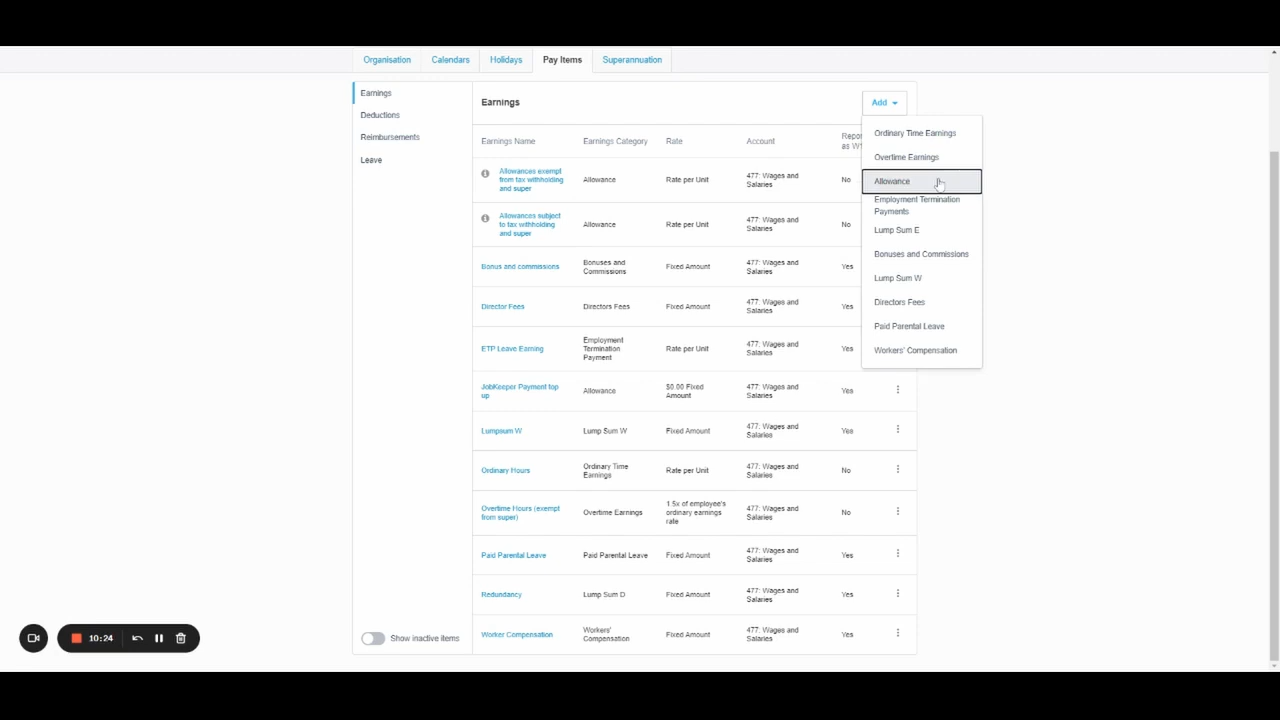 Organisation
Calendars
Holidays
Pay Items
Superannuation
Earnings
Deductions
Reimbursements
Leave
Show inactive items
Earnings
Add
Earnings Name
Earnings Category
Rate
Account
Repor
as W1
Allowances exempt
from tax withholding
and super
Allowance
Rate per Unit
477: Wages and
Salaries
No
Allowances subject
to tax withholding
and super
Allowance
Rate per Unit
477: Wages and
Salaries
No
Bonus and commissions
Bonuses and
Commissions
Fixed Amount
477: Wages and
Salaries
Yes
Director Fees
Directors Fees
Fixed Amount
477: Wages and
Salaries
Yes
ETP Leave Earning
Employment
Termination
Payment
Rate per Unit
477: Wages and
Salaries
Yes
JobKeeper Payment top
up
Allowance
$0.00 Fixed
Amount
477: Wages and
Salaries
Yes
Lumpsum W
Lump Sum W
Fixed Amount
477: Wages and
Salaries
Yes
Ordinary Hours
Ordinary Time
Earnings
Rate per Unit
477: Wages and
Salaries
No
Overtime Hours (exempt
from super)
Overtime Earnings
1.5x of employee's
ordinary earnings
rate
477: Wages and
Salaries
No
Paid Parental Leave
Paid Parental Leave
Fixed Amount
477: Wages and
Salaries
Yes
Redundancy
Lump Sum D
Fixed Amount
477: Wages and
Salaries
Yes
Worker Compensation
Workers'
Compensation
Fixed Amount
477: Wages and
Salaries
Yes
Ordinary Time Earnings
Overtime Earnings
Allowance
Employment Termination
Payments
Lump Sum E
Bonuses and Commissions
Lump Sum W
Directors Fees
Paid Parental Leave
Workers' Compensation
10:24